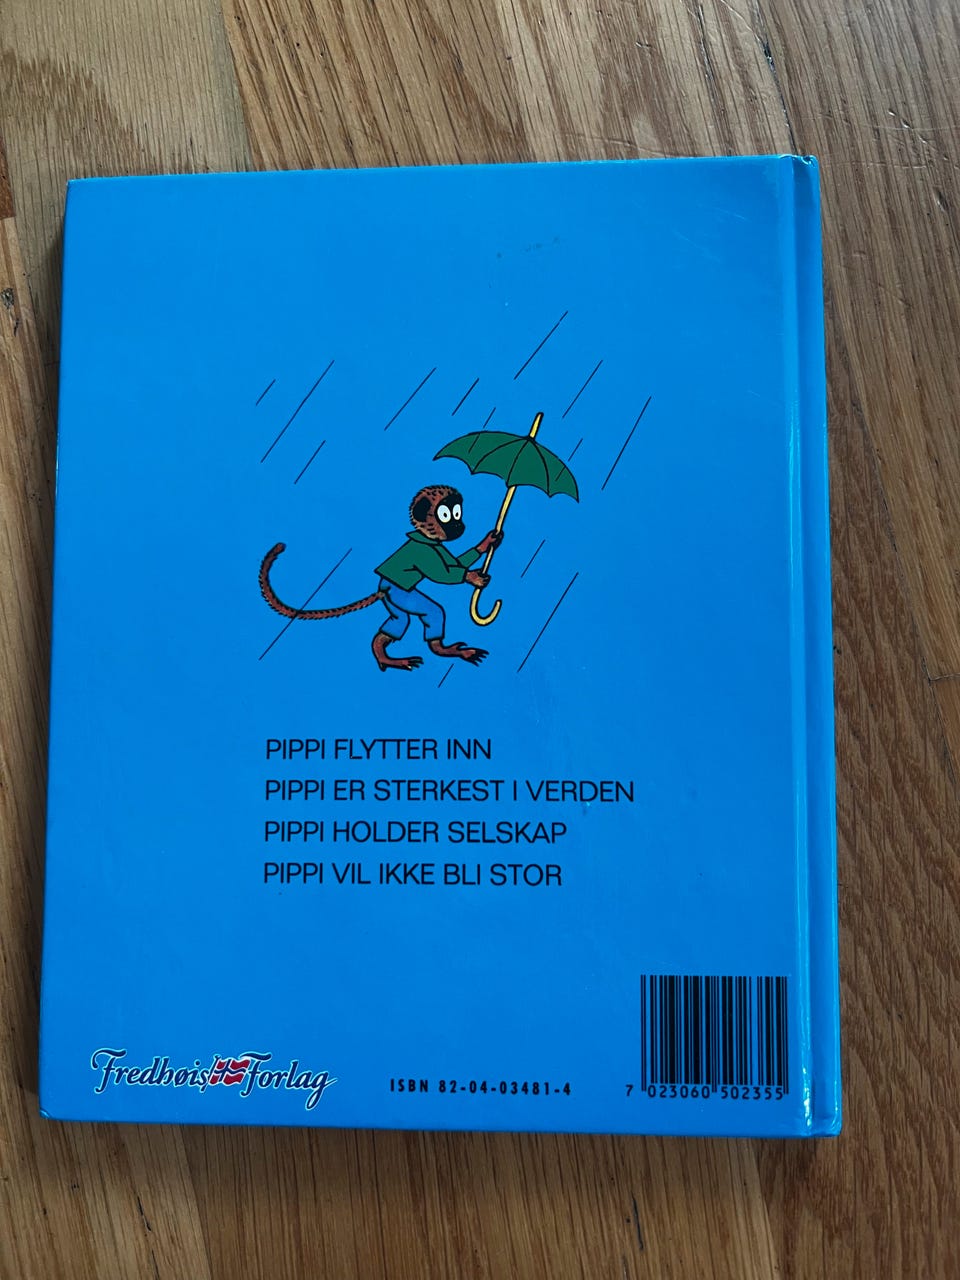 PIPPI FLYTTER INN
PIPPI ER STERKEST I VERDEN
PIPPI HOLDER SELSKAP
PIPPI VIL IKKE BLI STOR
Fredhøis Forlag
ISBN 82-04-03481-4
7 023060 502355